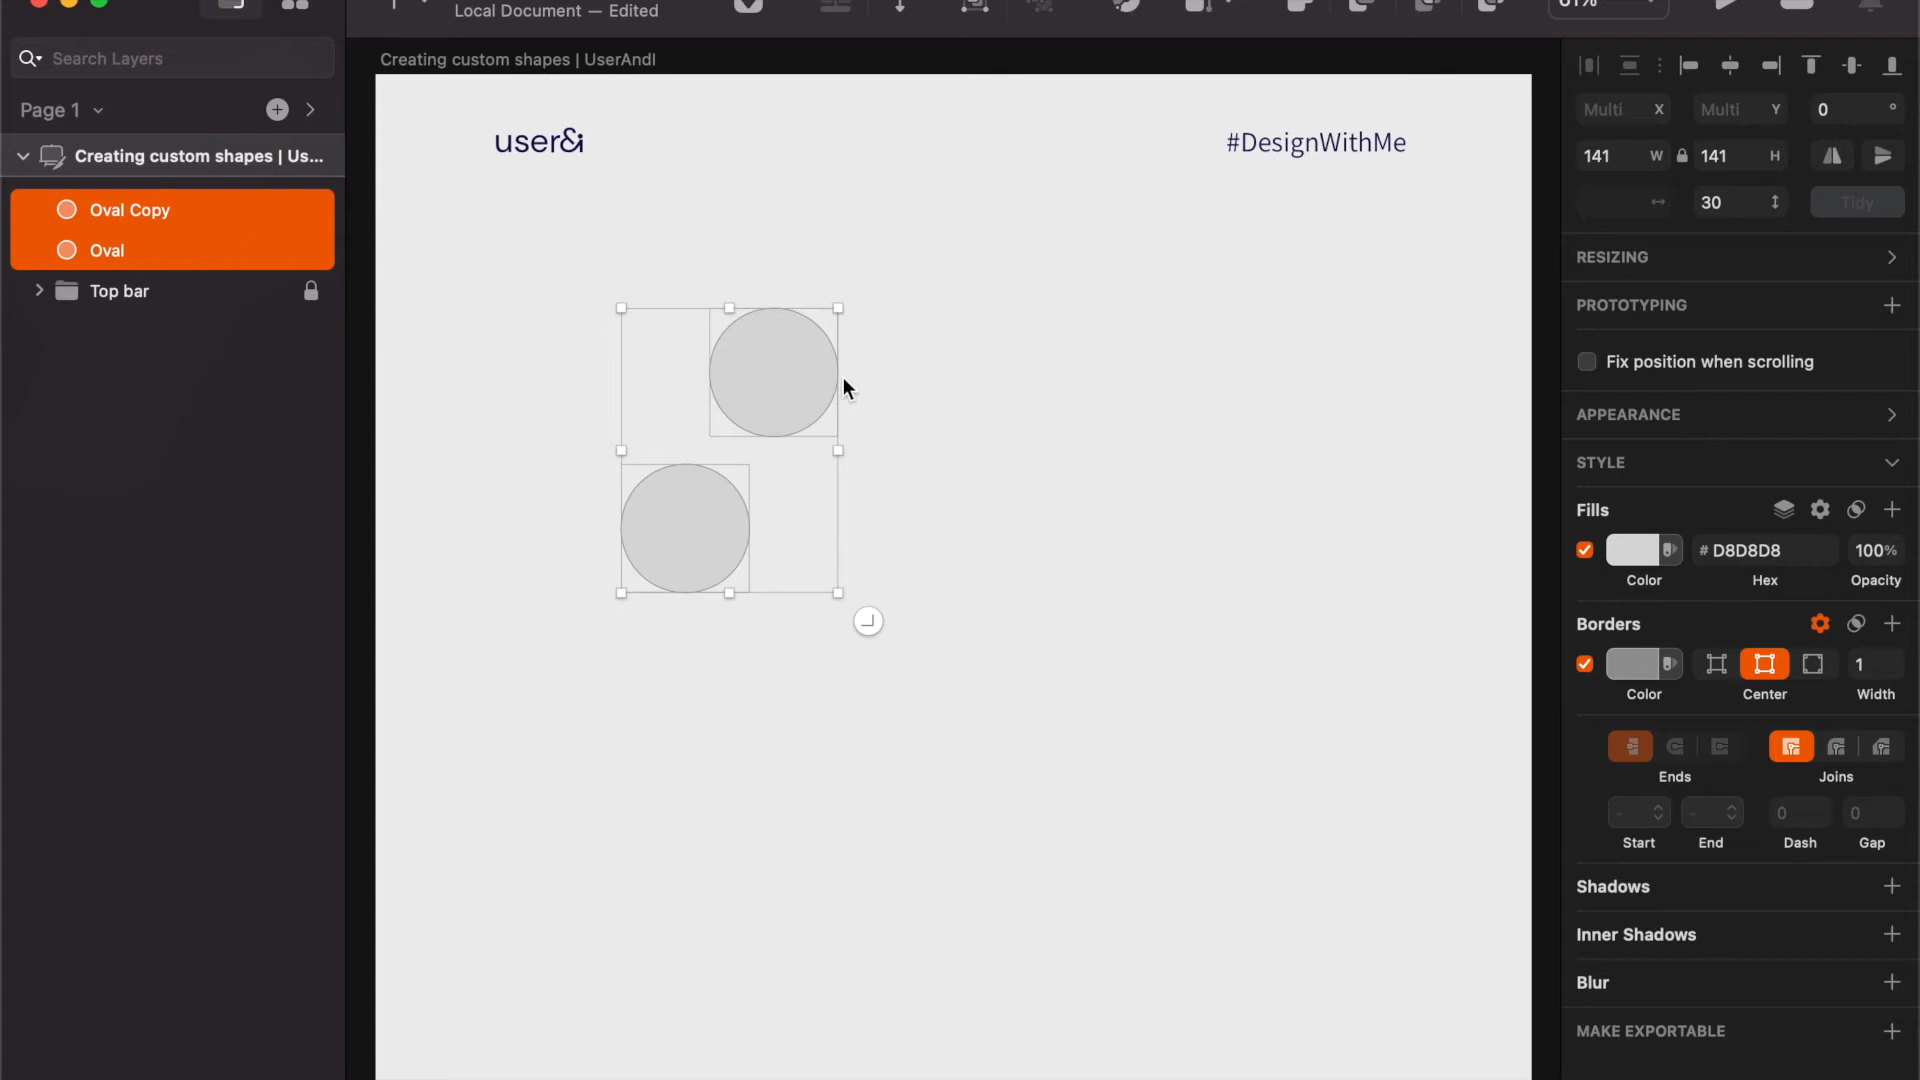 Local Document — Edited
61%
Search Layers
Page 1
Creating custom shapes | Us...
Oval Copy
Oval
Top bar
Creating custom shapes | UserAndI
user&i
#DesignWithMe
Multi X
Multi Y
0 °
141 W
141 H
30
Tidy
RESIZING
PROTOTYPING
Fix position when scrolling
APPEARANCE
STYLE
Fills
# D8D8D8
100%
Color
Hex
Opacity
Borders
1
Color
Center
Width
Ends
Joins
-
-
0
0
Start
End
Dash
Gap
Shadows
Inner Shadows
Blur
MAKE EXPORTABLE